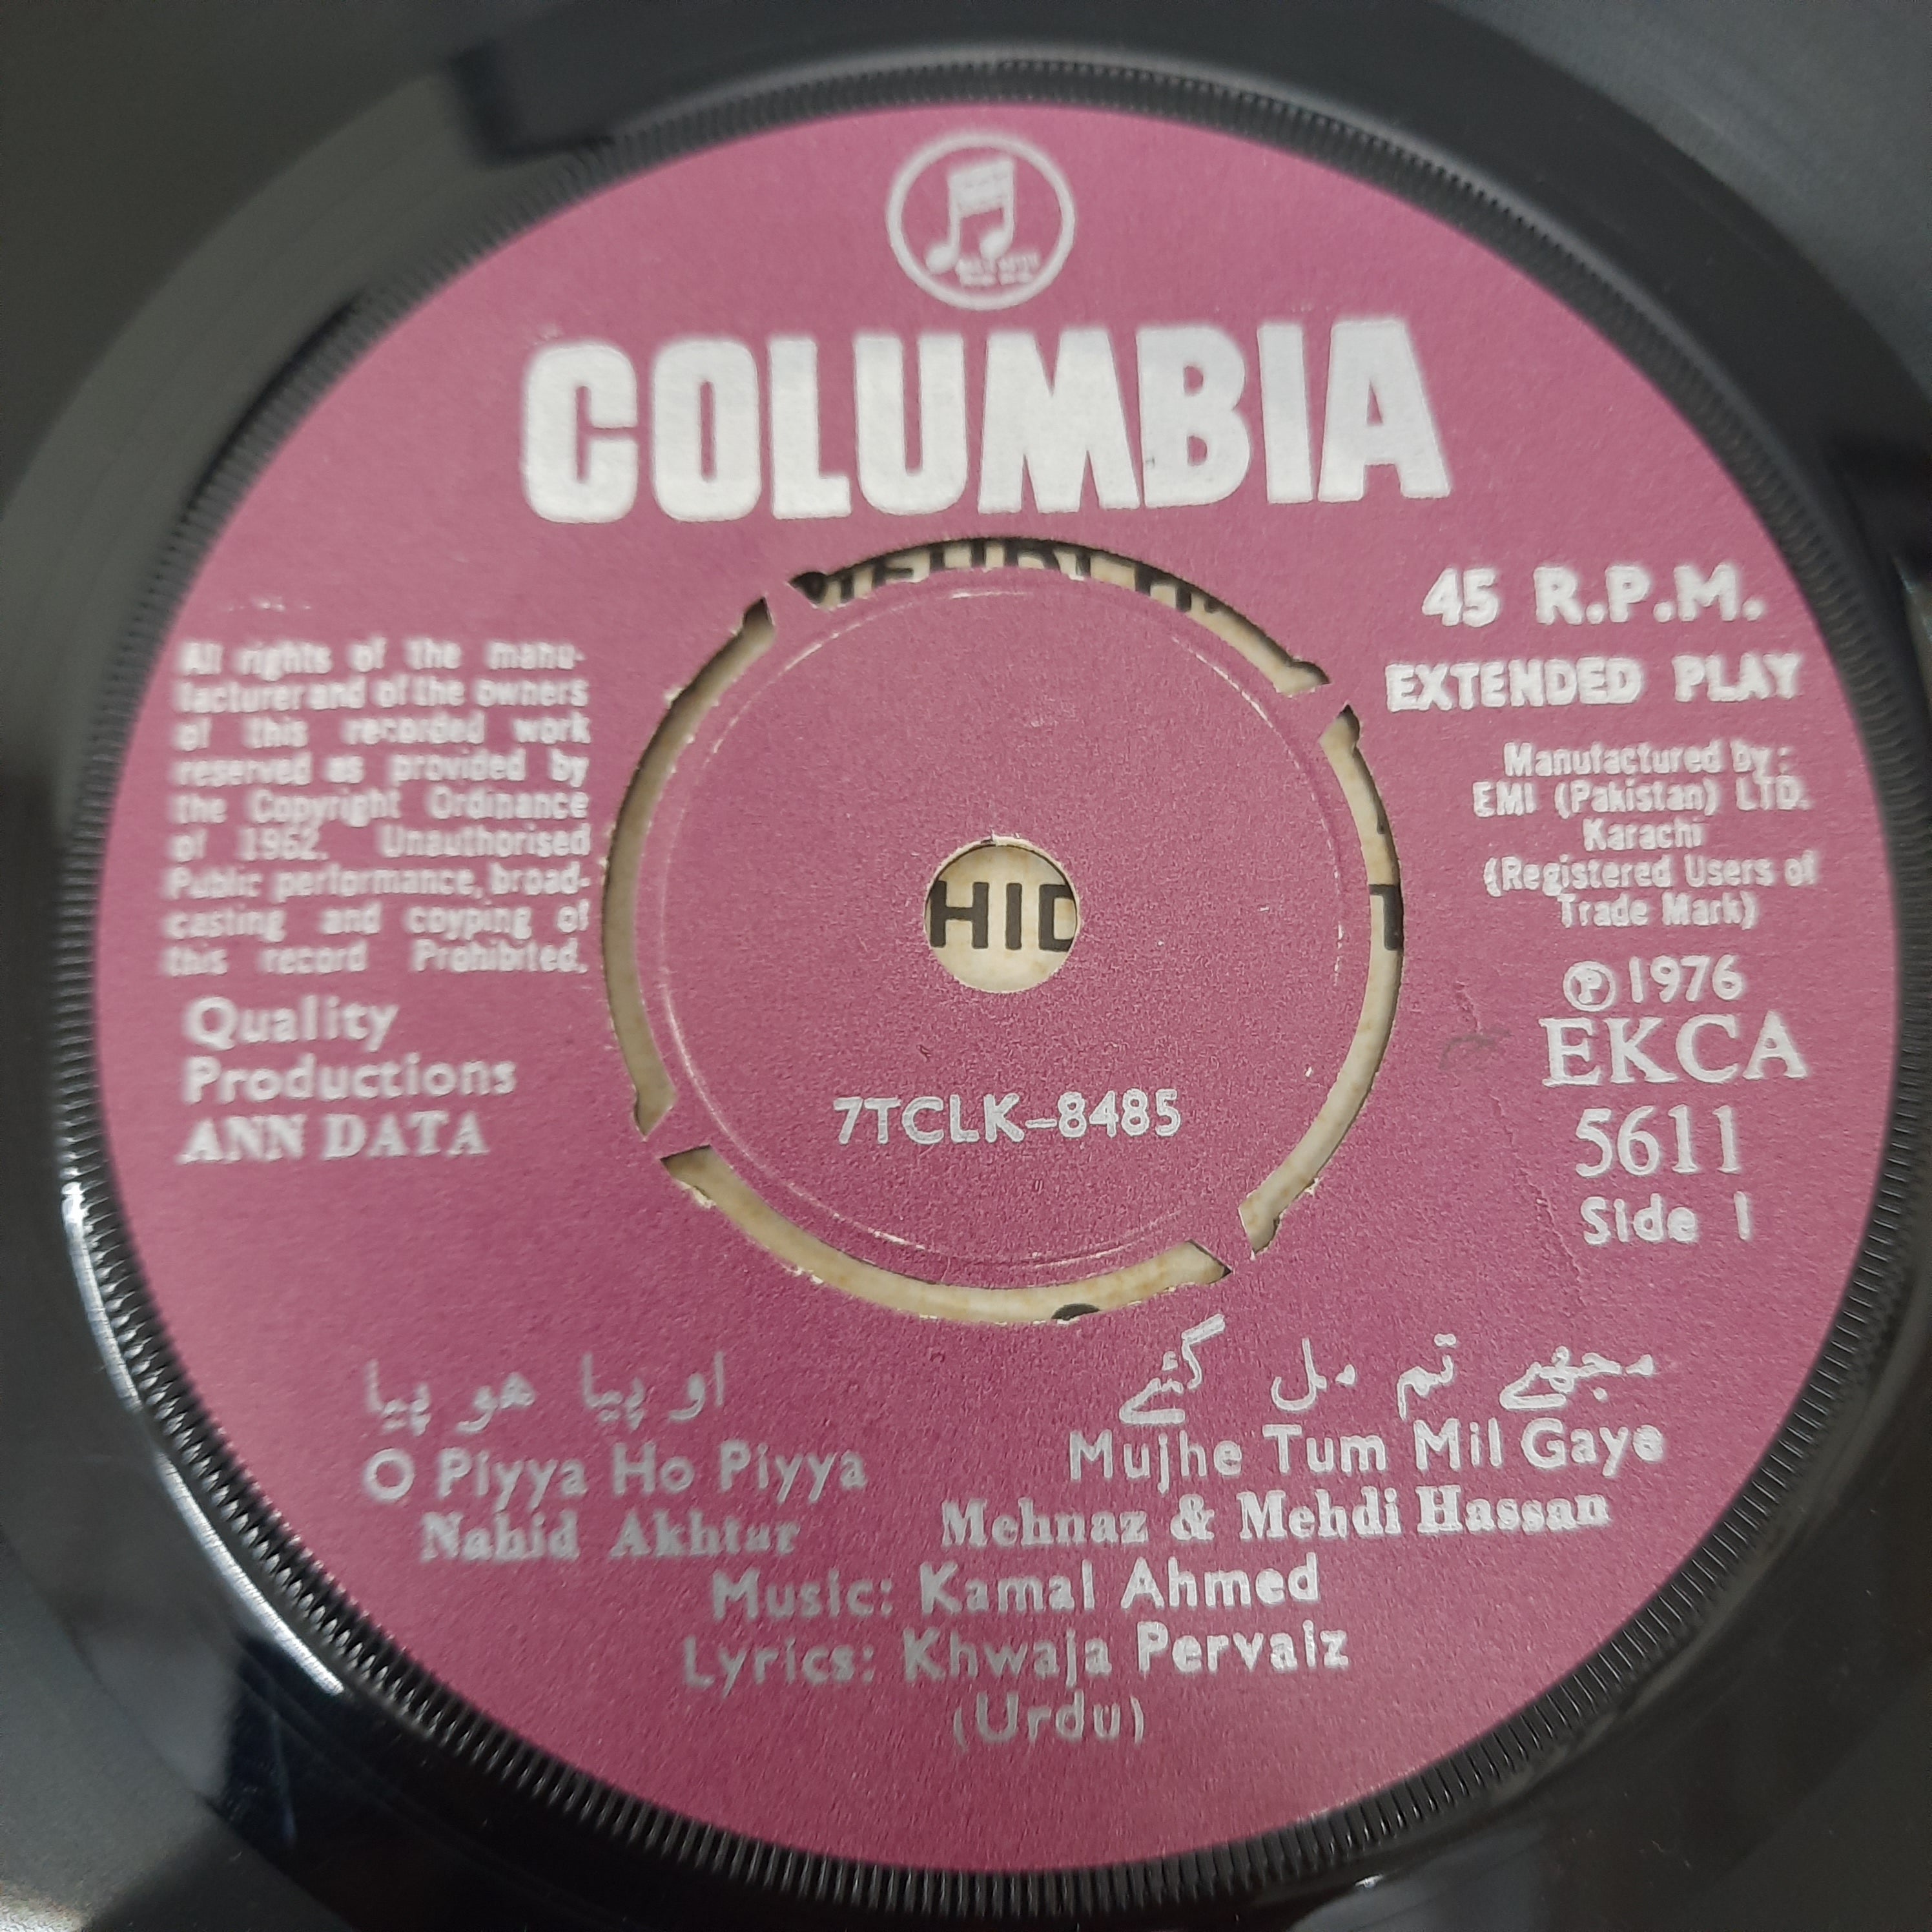 COLUMBIA
45 R.P.M.
EXTENDED PLAY
All rights of the manu-
facturer and of the owners
of this recorded work
reserved as provided by
the Copyright Ordinance
of 1962. Unauthorised
Public performance, broad-
casting and coyping of
this record Prohibited.
Manufactured by:
EMI (Pakistan) LTD.
Karachi
(Registered Users of
Trade Mark)
Ⓟ1976
EKCA
5611
Side 1
Quality
Productions
ANN DATA
HID
7TCLK-8485
او پیا ھو پیا
O Piyya Ho Piyya
Nahid Akhtar
مجھے تم مل گئے
Mujhe Tum Mil Gaye
Mehnaz & Mehdi Hassan
Music: Kamal Ahmed
Lyrics: Khwaja Pervaiz
(Urdu)